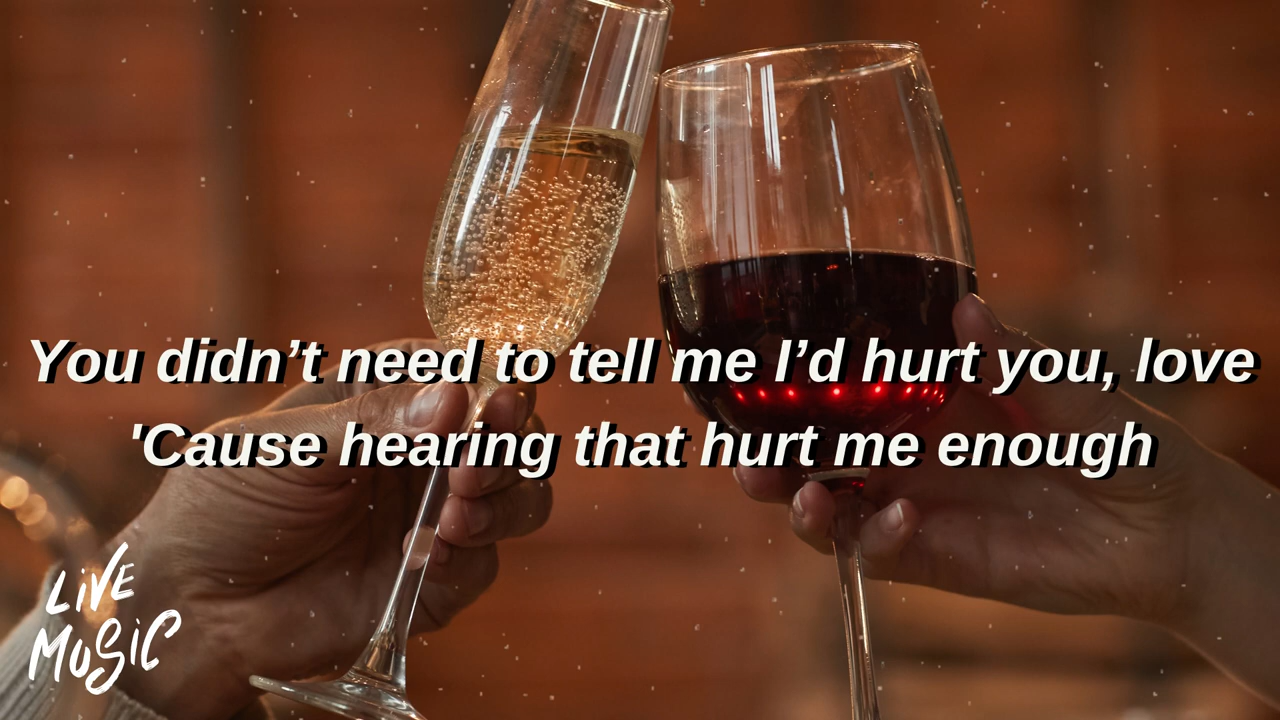 You didn’t need to tell me I’d hurt you, love
'Cause hearing that hurt me enough
LiVE
MUSiC